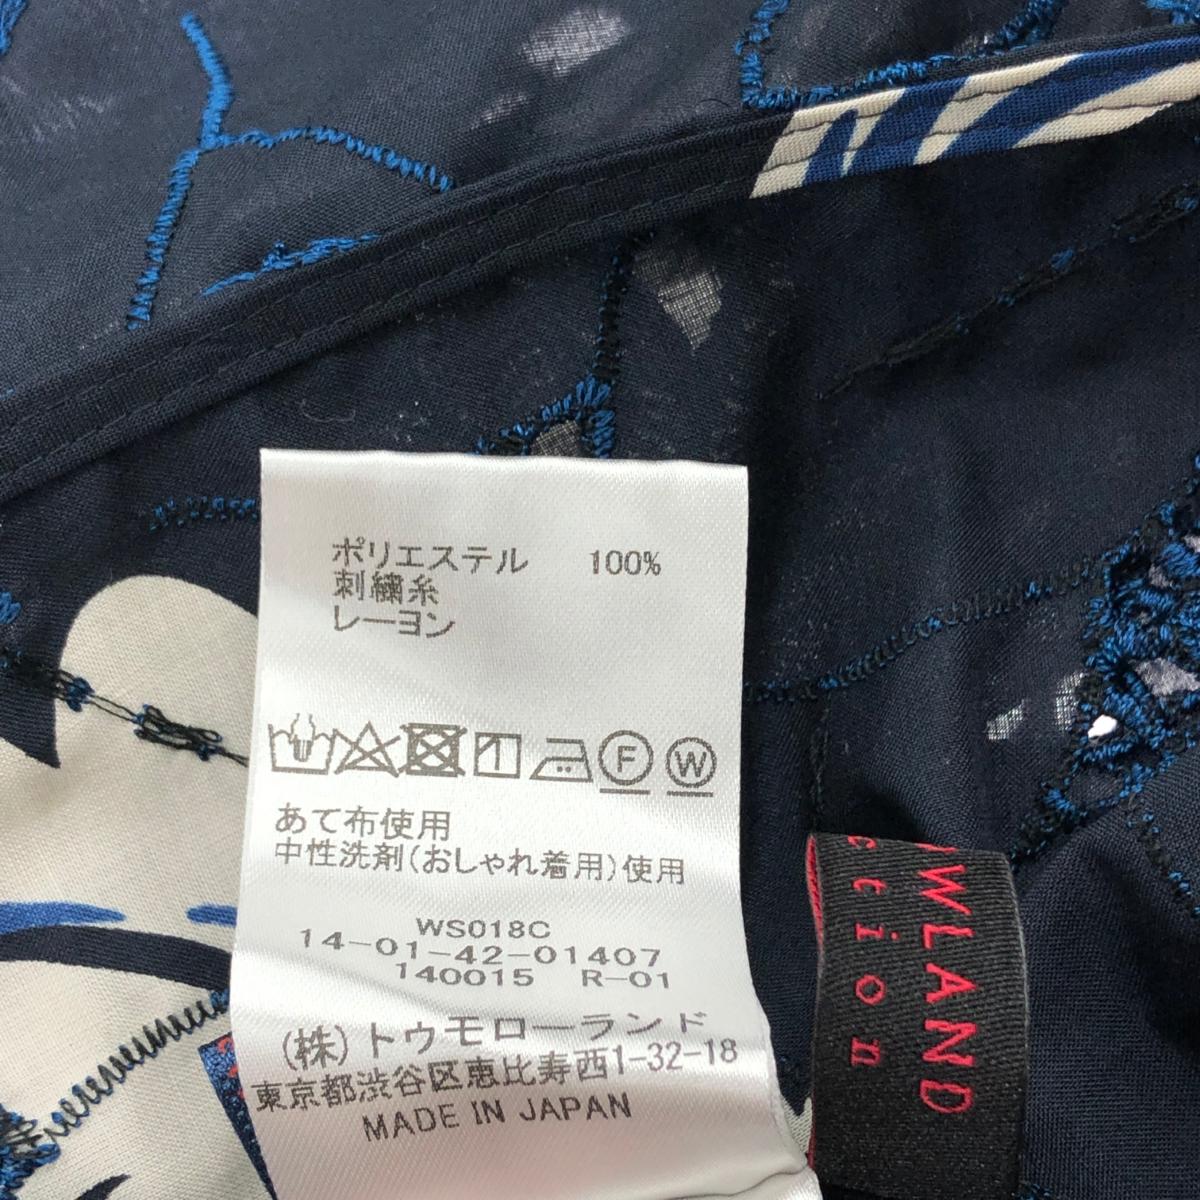 ポリエステル 100%
刺繍糸
レーヨン
F W
あて布使用
中性洗剤(おしゃれ着用)使用
WS018C
14-01-42-01407
140015 R-01
(株)トゥモローランド
東京都渋谷区恵比寿西1-32-18
MADE IN JAPAN
WLAND
ction